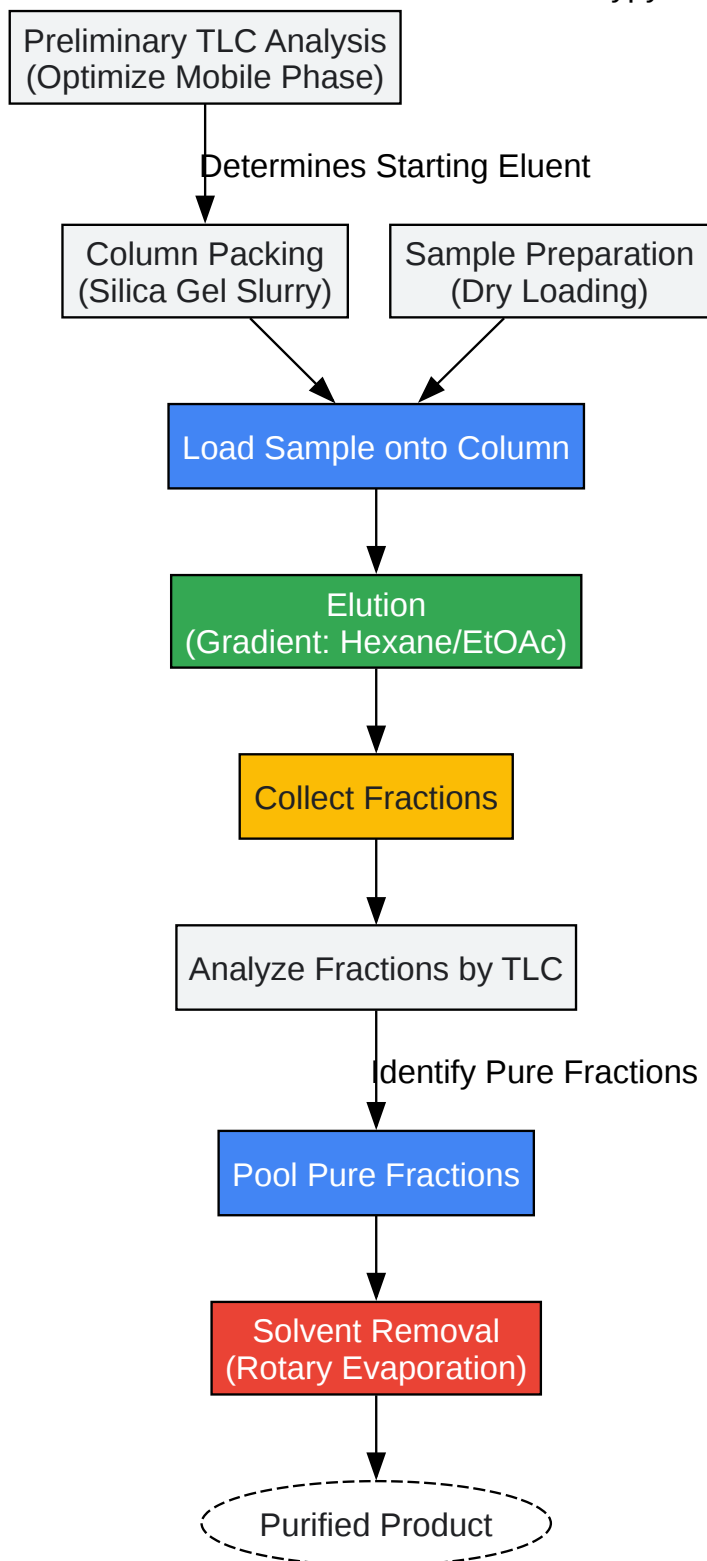 Preliminary TLC Analysis
(Optimize Mobile Phase)
Determines Starting Eluent
Column Packing
(Silica Gel Slurry)
Sample Preparation
(Dry Loading)
Load Sample onto Column
Elution
(Gradient: Hexane/EtOAc)
Collect Fractions
Analyze Fractions by TLC
Identify Pure Fractions
Pool Pure Fractions
Solvent Removal
(Rotary Evaporation)
Purified Product